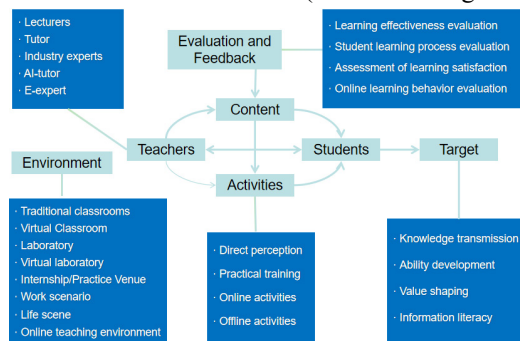 · Lecturers
· Tutor
· Industry experts
· AI-tutor
· E-expert
Evaluation and
Feedback
· Learning effectiveness evaluation
· Student learning process evaluation
· Assessment of learning satisfaction
· Online learning behavior evaluation
Content
Teachers
Students
Target
Environment
Activities
· Traditional classrooms
· Virtual Classroom
· Laboratory
· Virtual laboratory
· Internship/Practice Venue
· Work scenario
· Life scene
· Online teaching environment
· Direct perception
· Practical training
· Online activities
· Offline activities
· Knowledge transmission
· Ability development
· Value shaping
· Information literacy